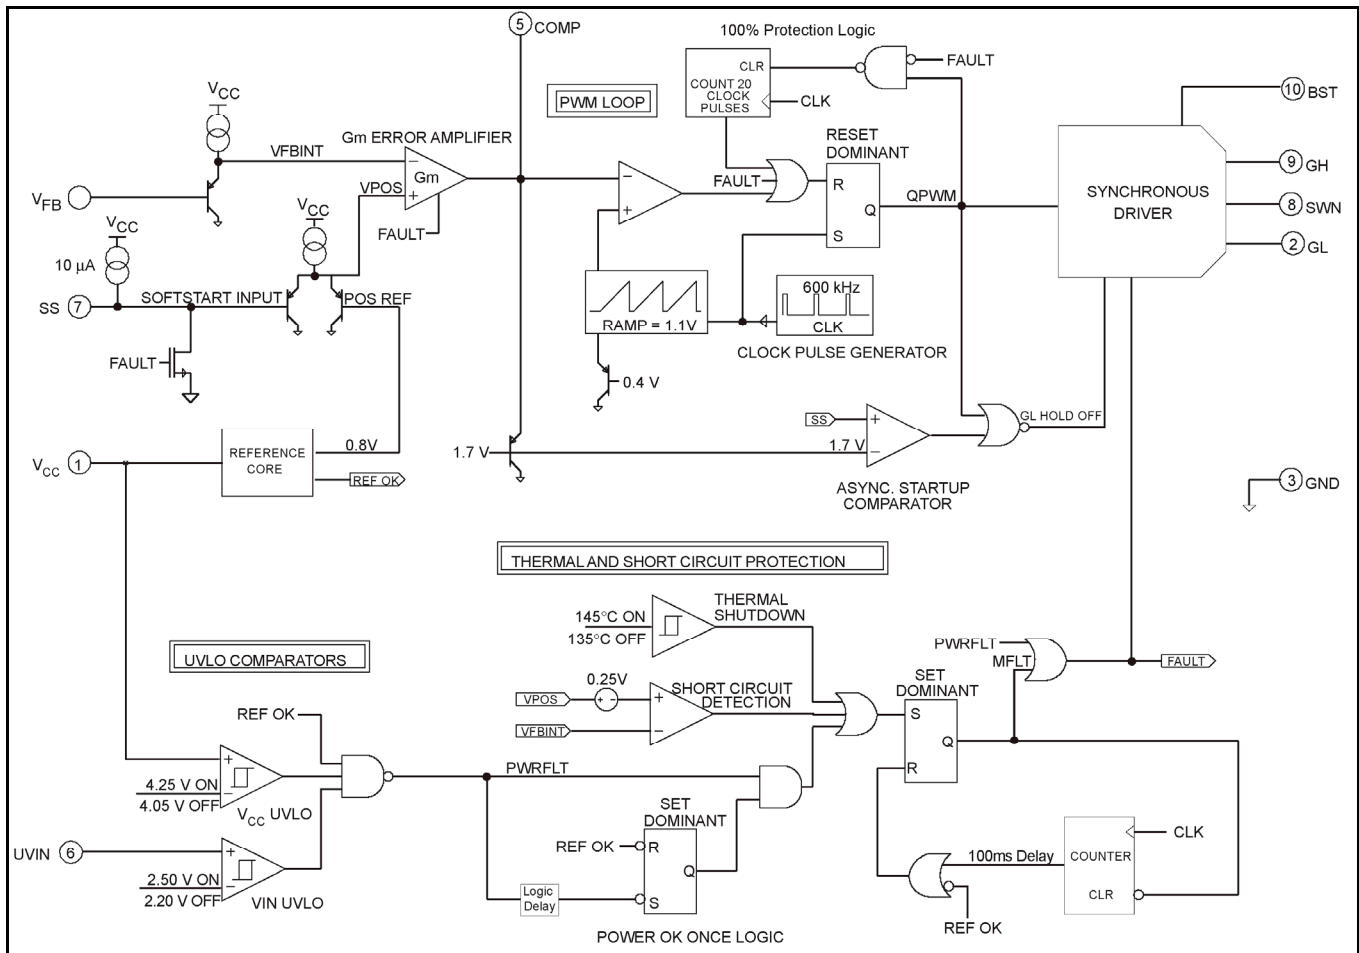 5 COMP
100% Protection Logic
CLR
COUNT 20
CLOCK
PULSES
FAULT
CLK
PWM LOOP
10 BST
VCC
Gm ERROR AMPLIFIER
VFBINT
Gm
VPOS
VFB
VCC
VCC
FAULT
10 µA
RESET
DOMINANT
FAULT
R
Q
S
QPWM
SYNCHRONOUS
DRIVER
9 GH
8 SWN
2 GL
SS 7
SOFTSTART INPUT
POS REF
FAULT
RAMP = 1.1V
600 kHz
CLK
CLOCK PULSE GENERATOR
0.4 V
SS
GL HOLD OFF
1.7 V
1.7 V
ASYNC. STARTUP
COMPARATOR
VCC 1
REFERENCE
CORE
0.8V
REF OK
3 GND
THERMAL AND SHORT CIRCUIT PROTECTION
145°C ON
135°C OFF
THERMAL
SHUTDOWN
UVLO COMPARATORS
PWRFLT
MFLT
FAULT
0.25V
VPOS
VFBINT
SHORT CIRCUIT
DETECTION
SET
DOMINANT
S
Q
R
REF OK
4.25 V ON
4.05 V OFF
VCC UVLO
PWRFLT
UVIN 6
2.50 V ON
2.20 V OFF
VIN UVLO
SET
DOMINANT
REF OK
R
Q
S
Logic
Delay
POWER OK ONCE LOGIC
100ms Delay
COUNTER
CLK
CLR
REF OK